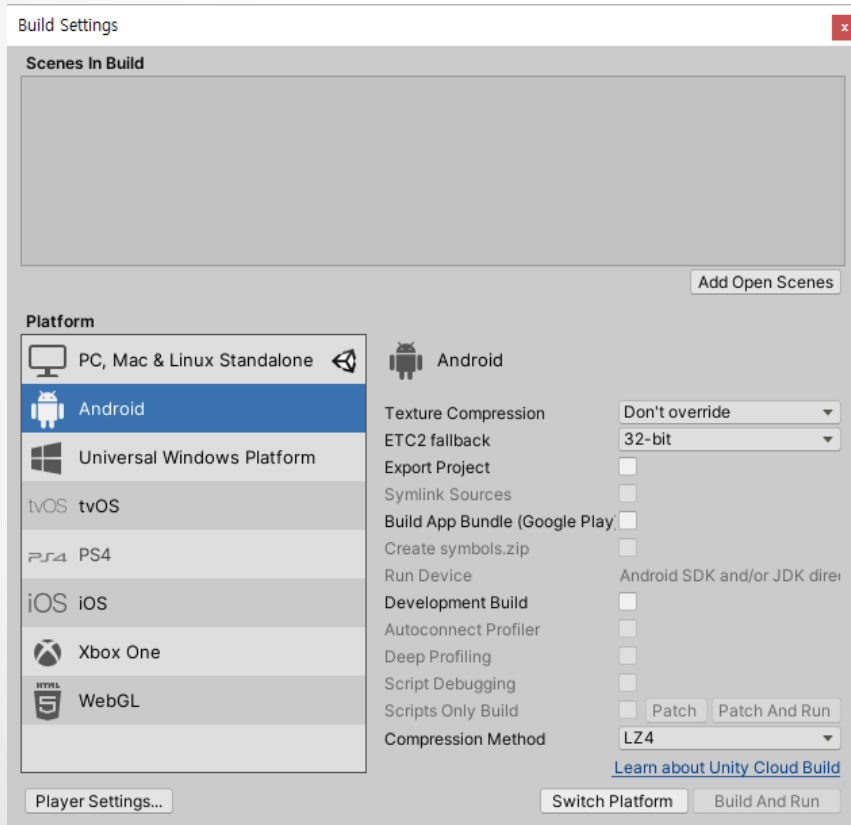 Build Settings
x
Scenes In Build
Add Open Scenes
Platform
PC, Mac & Linux Standalone
Android
Universal Windows Platform
tvOS tvOS
PS4 PS4
iOS iOS
Xbox One
HTML 5 WebGL
Android
Texture Compression Don't override
ETC2 fallback 32-bit
Export Project
Symlink Sources
Build App Bundle (Google Play)
Create symbols.zip
Run Device Android SDK and/or JDK direc
Development Build
Autoconnect Profiler
Deep Profiling
Script Debugging
Scripts Only Build Patch Patch And Run
Compression Method LZ4
Learn about Unity Cloud Build
Player Settings... Switch Platform Build And Run